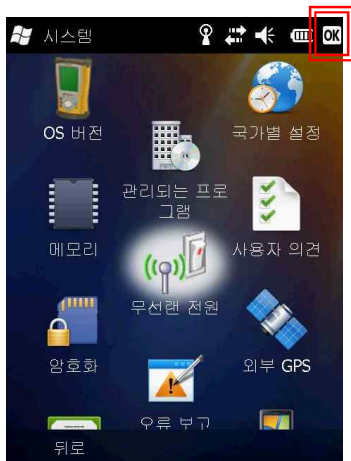 시스템
OK
OS 버전
국가별 설정
관리되는 프로
그램
메모리
사용자 의견
무선랜 전원
암호화
외부 GPS
오류 보고
뒤로